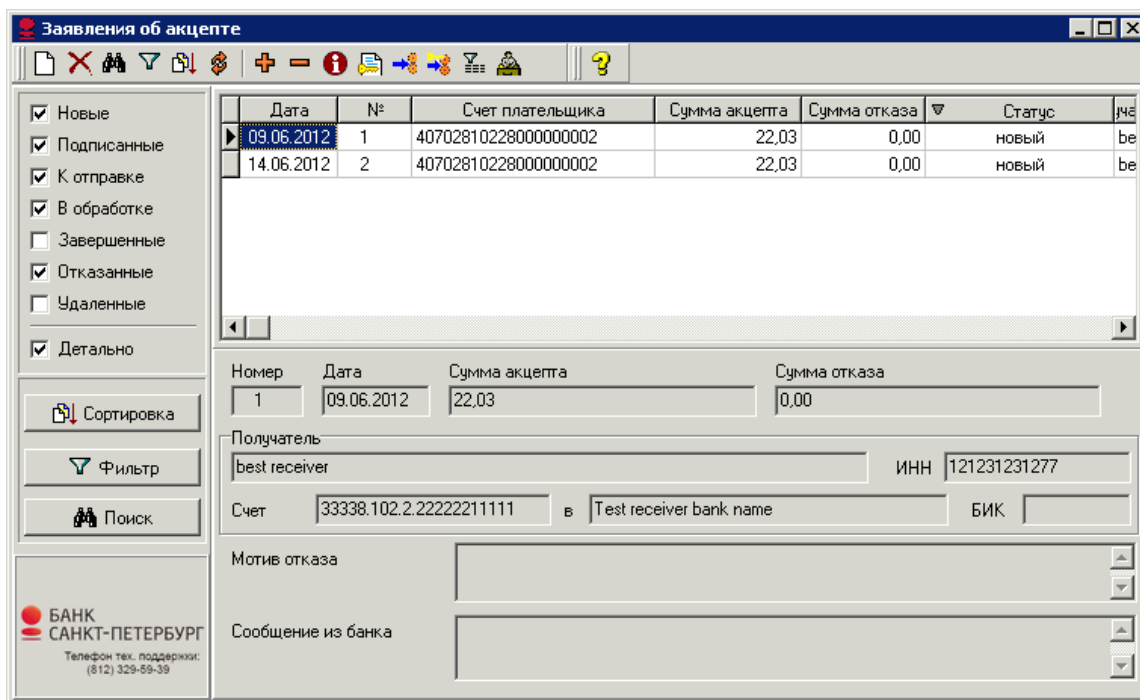 Заявления об акцепте
Новые
Подписанные
К отправке
В обработке
Завершенные
Отказанные
Удаленные
Детально
Сортировка
Фильтр
Поиск
БАНК
САНКТ-ПЕТЕРБУРГ
Телефон тех. поддержки:
(812) 329-59-39
Дата № Счет плательщика Сумма акцепта Сумма отказа Статус
09.06.2012 1 40702810228000000002 22,03 0,00 новый be
14.06.2012 2 40702810228000000002 22,03 0,00 новый be
Номер Дата Сумма акцепта Сумма отказа
1 09.06.2012 22,03 0,00
Получатель
best receiver ИНН 121231231277
Счет 33338.102.2.22222211111 в Test receiver bank name БИК
Мотив отказа
Сообщение из банка